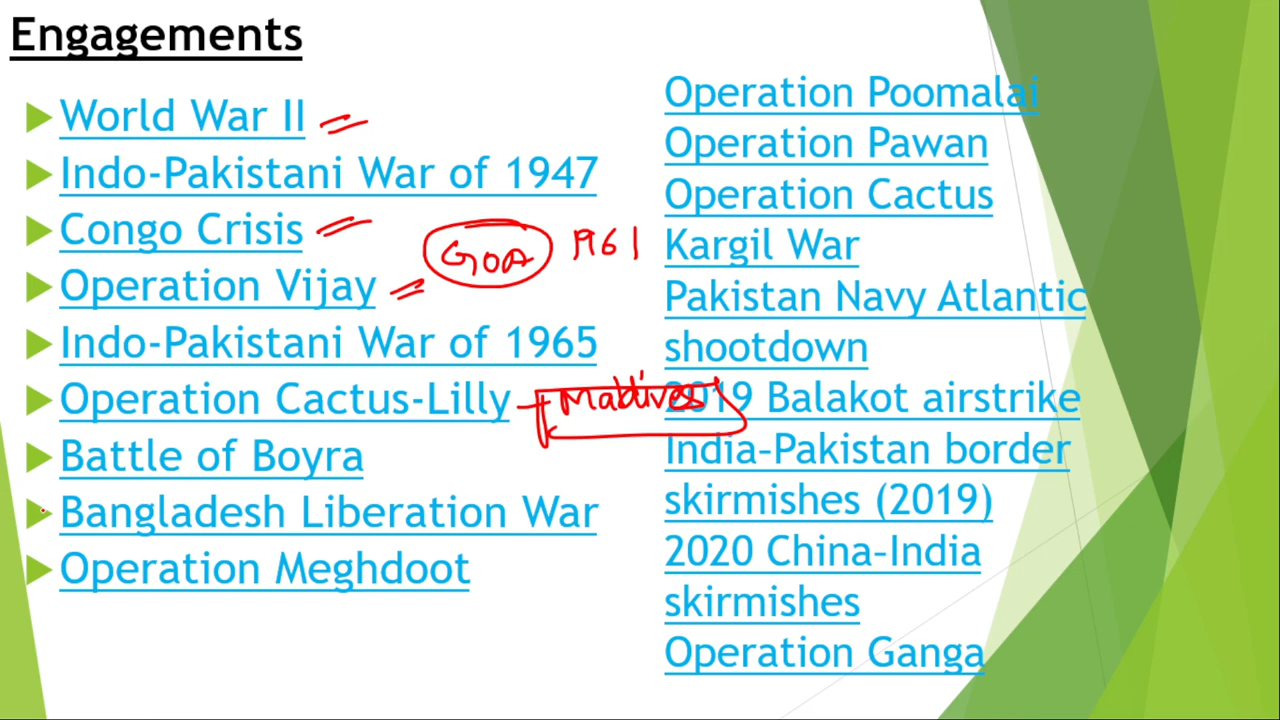 Engagements
World War II
Indo-Pakistani War of 1947
Congo Crisis
GOA 1961
Operation Vijay
Indo-Pakistani War of 1965
Operation Cactus-Lilly
Maldives
Battle of Boyra
Bangladesh Liberation War
Operation Meghdoot
Operation Poomalai
Operation Pawan
Operation Cactus
Kargil War
Pakistan Navy Atlantic
shootdown
2019 Balakot airstrike
India–Pakistan border
skirmishes (2019)
2020 China–India
skirmishes
Operation Ganga